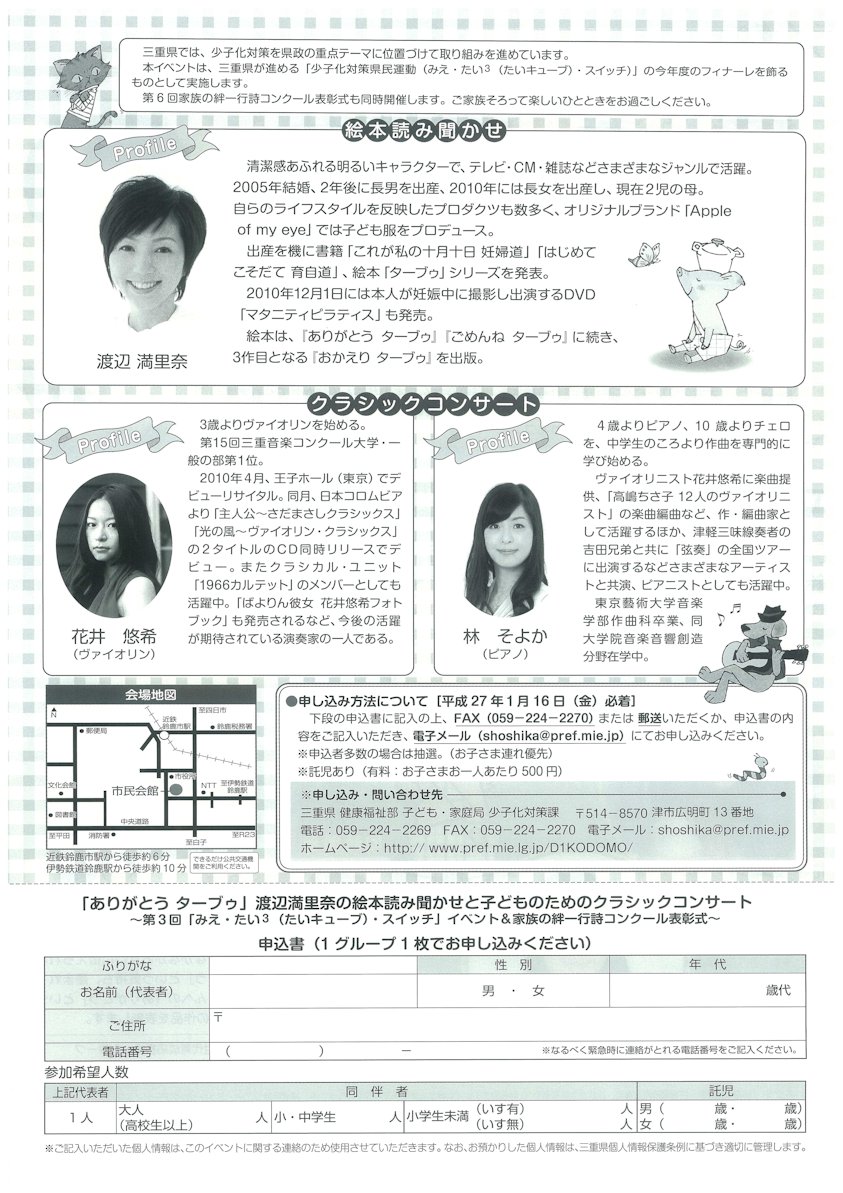 三重県では、少子化対策を県政の重点テーマに位置づけて取り組みを進めています。
本イベントは、三重県が進める「少子化対策県民運動（みえ・たい³（たいキューブ）・スイッチ）」の今年度のフィナーレを飾る
ものとして実施します。
第６回家族の絆一行詩コンクール表彰式も同時開催します。ご家族そろって楽しいひとときをお過ごしください。
絵本読み聞かせ
Profile
清潔感あふれる明るいキャラクターで、テレビ・CM・雑誌などさまざまなジャンルで活躍。
2005年結婚、2年後に長男を出産、2010年には長女を出産し、現在2児の母。
自らのライフスタイルを反映したプロダクツも数多く、オリジナルブランド「Apple
of my eye」では子ども服をプロデュース。
出産を機に書籍「これが私の十月十日 妊婦道」「はじめて
こそだて 育自道」、絵本「ターブゥ」シリーズを発表。
2010年12月1日には本人が妊娠中に撮影し出演するDVD
「マタニティピラティス」も発売。
絵本は、『ありがとう ターブゥ』『ごめんね ターブゥ』に続き、
3作目となる『おかえり ターブゥ』を出版。
渡辺 満里奈
クラシックコンサート
Profile
3歳よりヴァイオリンを始める。
第15回三重音楽コンクール大学・一
般の部第1位。
2010年4月、王子ホール（東京）でデ
ビューリサイタル。同月、日本コロムビア
より「主人公～さだまさしクラシックス」
「光の風～ヴァイオリン・クラシックス」
の2タイトルのCD同時リリースでデ
ビュー。またクラシカル・ユニット
「1966カルテット」のメンバーとしても
活躍中。「ばよりん彼女 花井悠希フォト
ブック」も発売されるなど、今後の活躍
が期待されている演奏家の一人である。
花井 悠希
（ヴァイオリン）
Profile
4歳よりピアノ、10 歳よりチェロ
を、中学生のころより作曲を専門的に
学び始める。
ヴァイオリニスト花井悠希に楽曲提
供、「高嶋ちさ子 12人のヴァイオリニ
スト」の楽曲編曲など、作・編曲家と
して活躍するほか、津軽三味線奏者の
吉田兄弟と共に「弦奏」の全国ツアー
に出演するなどさまざまなアーティス
トと共演、ピアニストとしても活躍中。
東京藝術大学音楽
学部作曲科卒業、同
大学院音楽音響創造
分野在学中。
林 そよか
（ピアノ）
会場地図
N
至四日市
近鉄
鈴鹿市駅
鈴鹿税務署
郵便局
市役所
文化会館
市民会館
NTT
至伊勢鉄道
鈴鹿駅
図書館
中央道路
至平田
消防署
至白子
至R23
近鉄鈴鹿市駅から徒歩約６分
伊勢鉄道鈴鹿駅から徒歩約10分
できるだけ公共交通機
関をご利用ください。
●申し込み方法について［平成 27 年 1 月 16 日（金）必着］
下段の申込書に記入の上、FAX（059－224－2270）または 郵送いただくか、申込書の内
容をご記入いただき、電子メール（shoshika@pref.mie.jp）にてお申し込みください。
※申込者多数の場合は抽選。（お子さま連れ優先）
※託児あり（有料：お子さまお一人あたり 500 円）
※申し込み・問い合わせ先
三重県 健康福祉部 子ども・家庭局 少子化対策課 〒514－8570 津市広明町 13 番地
電話：059－224－2269 FAX：059－224－2270 電子メール：shoshika@pref.mie.jp
ホームページ：http:// www.pref.mie.lg.jp/D1KODOMO/
「ありがとう ターブゥ」渡辺満里奈の絵本読み聞かせと子どものためのクラシックコンサート
～第３回「みえ・たい³（たいキューブ）・スイッチ」イベント＆家族の絆一行詩コンクール表彰式～
申込書（１グループ１枚でお申し込みください）
ふりがな 性 別 年 代
お名前（代表者） 男 ・ 女 歳代
ご住所 〒
電話番号 （ ） － ※なるべく緊急時に連絡がとれる電話番号をご記入ください。
参加希望人数
上記代表者 同 伴 者 託児
1 人 大人 （高校生以上） 人 小・中学生 人 小学生未満 （いす有） 人 男（ 歳・ 歳）
（いす無） 人 女（ 歳・ 歳）
※ご記入いただいた個人情報は、このイベントに関する連絡のため使用させていただきます。なお、お預かりした個人情報は、三重県個人情報保護条例に基づき適切に管理します。